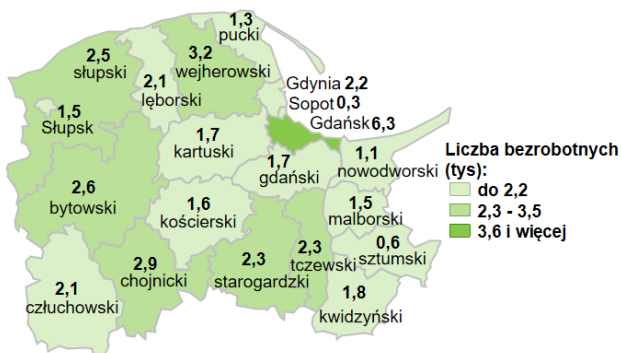 1,3
pucki
2,5
słupski
3,2
wejherowski
2,1
lęborski
Gdynia 2,2
Sopot 0,3
Gdańsk 6,3
1,5
Słupsk
1,7
kartuski
1,7
gdański
1,1
nowodworski
Liczba bezrobotnych
(tys):
do 2,2
2,3 - 3,5
3,6 i więcej
2,6
bytowski
1,6
kościerski
1,5
malborski
2,9
chojnicki
2,3
starogardzki
2,3
tczewski
0,6
sztumski
2,1
człuchowski
1,8
kwidzyński